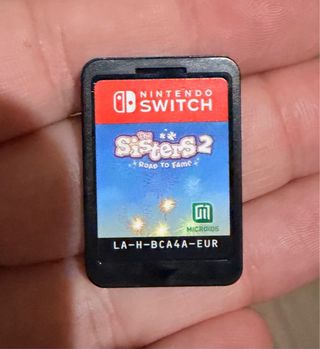 NINTENDO
SWITCH
The
Sisters 2
ROAD TO FAME
MICROIDS
LA-H-BCA4A-EUR